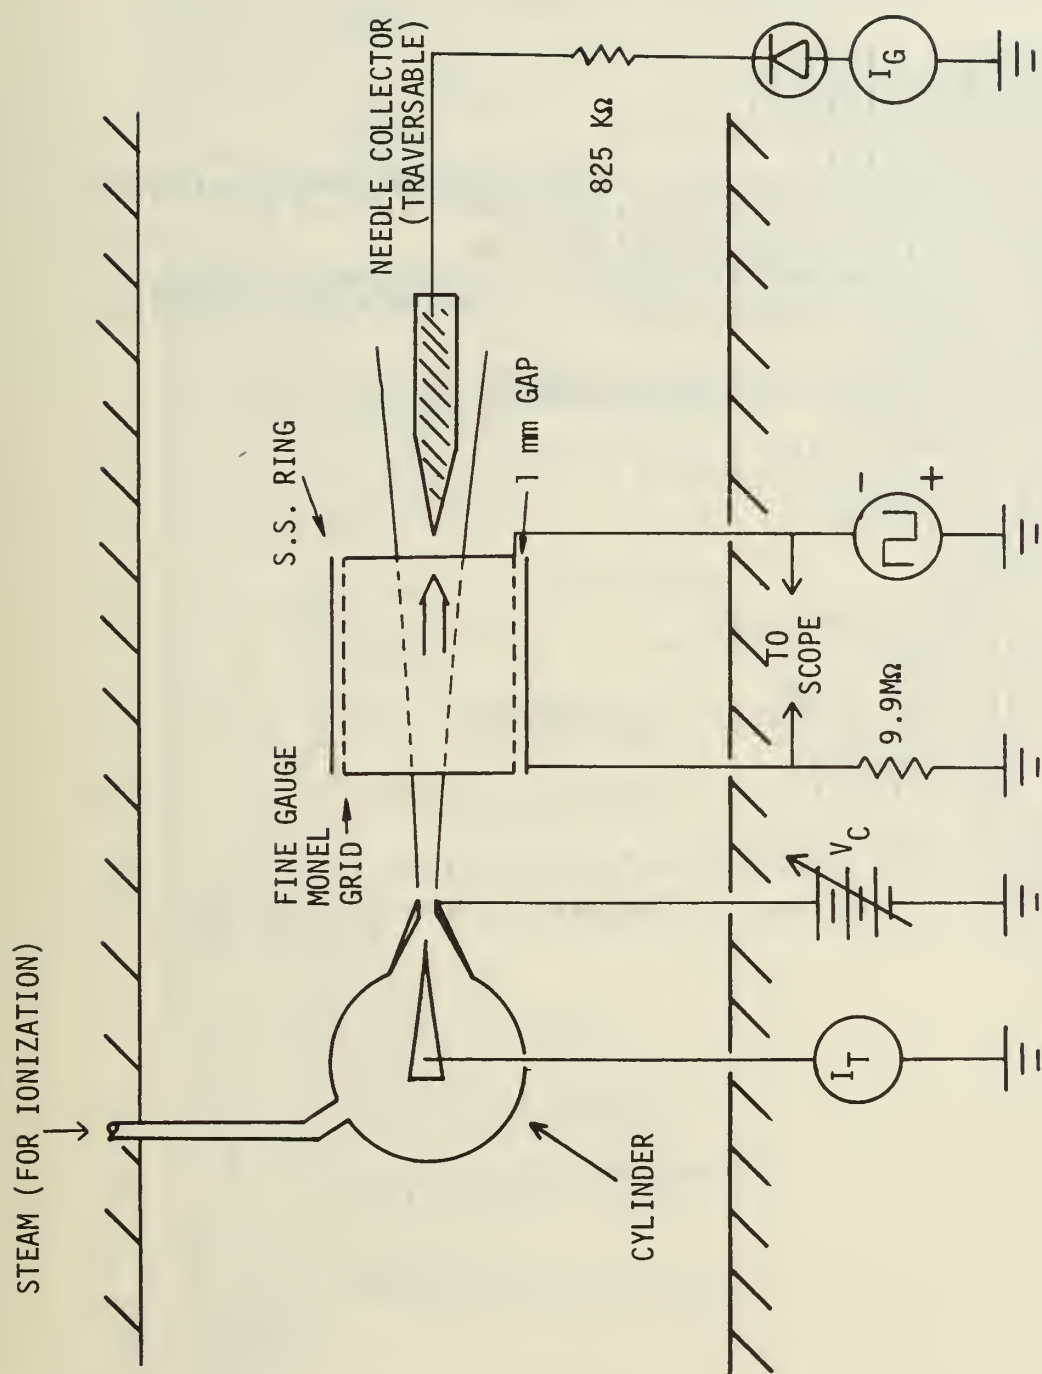 STEAM (FOR IONIZATION)
FINE GAUGE
MONEL
GRID
S.S. RING
NEEDLE COLLECTOR
(TRAVERSABLE)
CYLINDER
1 mm GAP
825 KΩ
TO
SCOPE
9.9MΩ
V_C
I_T
- +
I_G